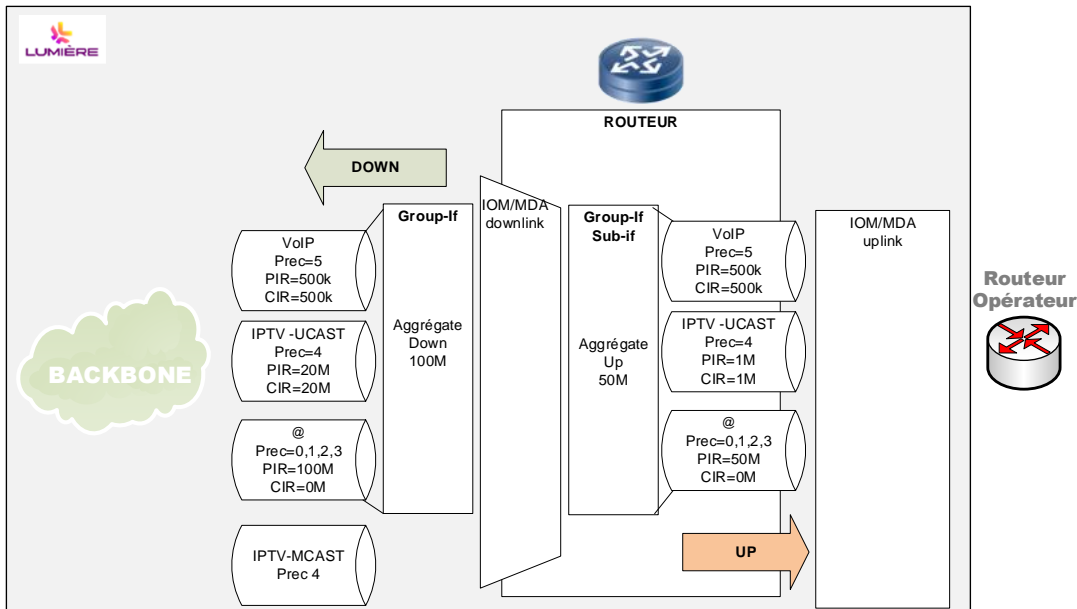 LUMIÈRE
ROUTEUR
DOWN
Group-If
IOM/MDA
downlink
Group-If
Sub-if
IOM/MDA
uplink
VoIP
Prec=5
PIR=500k
CIR=500k
VoIP
Prec=5
PIR=500k
CIR=500k
Routeur
Opérateur
BACKBONE
IPTV -UCAST
Prec=4
PIR=20M
CIR=20M
Aggrégate
Down
100M
Aggrégate
Up
50M
IPTV -UCAST
Prec=4
PIR=1M
CIR=1M
@
Prec=0,1,2,3
PIR=100M
CIR=0M
@
Prec=0,1,2,3
PIR=50M
CIR=0M
IPTV-MCAST
Prec 4
UP